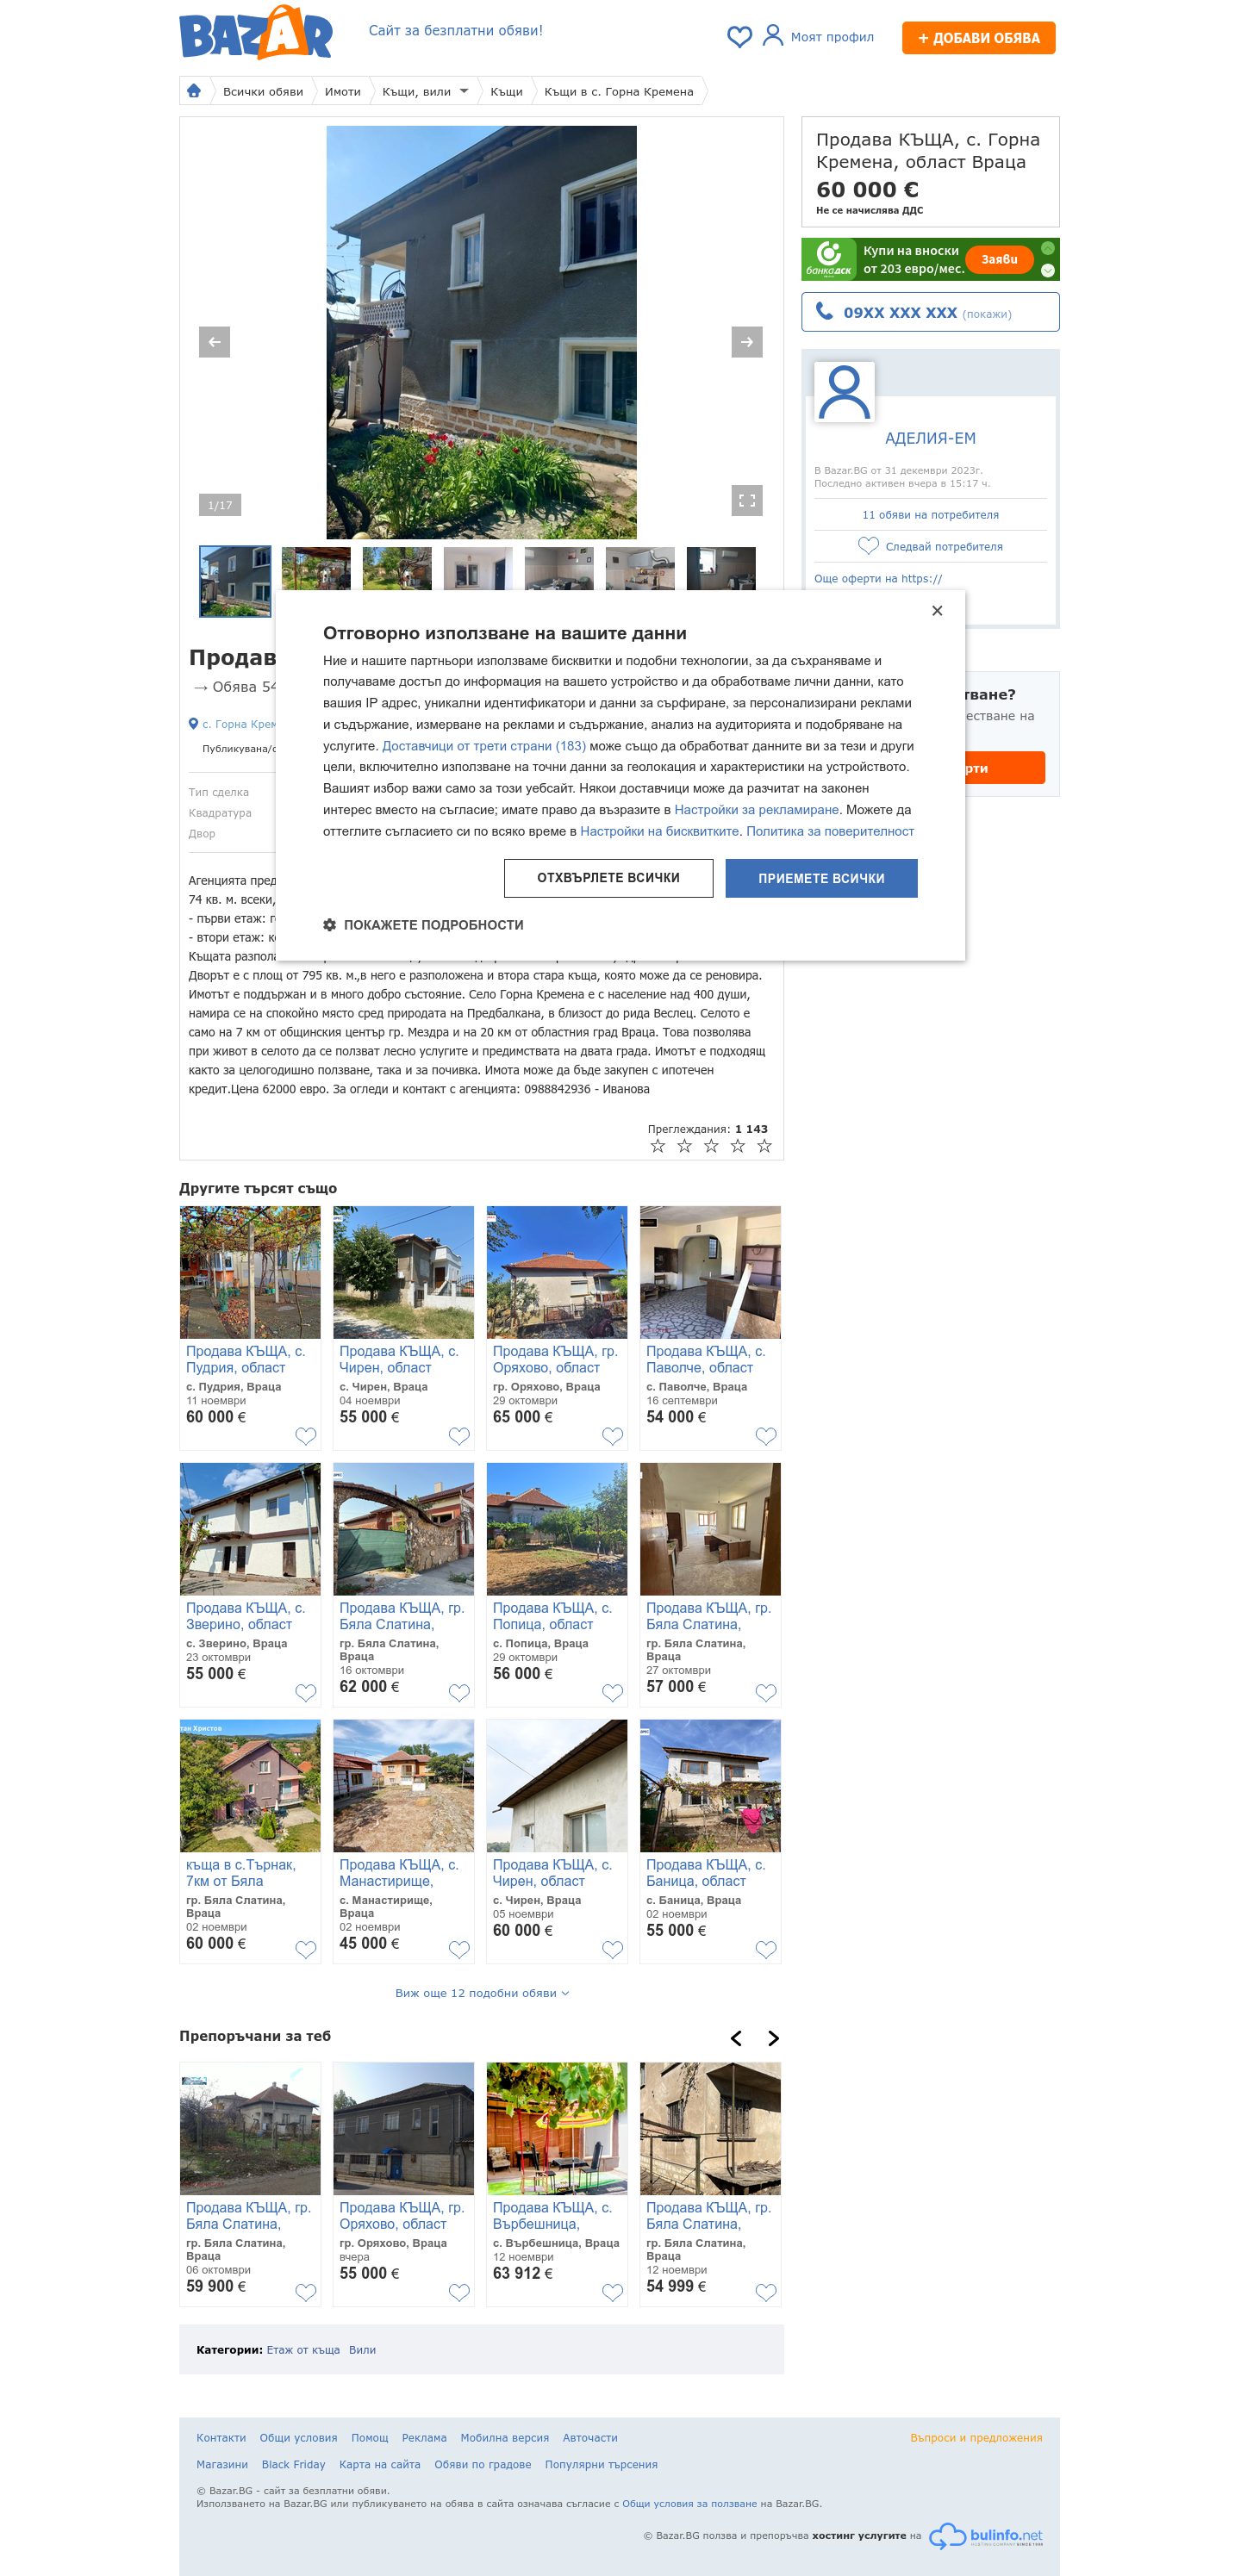 BAZAR
Сайт за безплатни обяви!
Моят профил
+ ДОБАВИ ОБЯВА
Всички обяви
Имоти
Къщи, вили
Къщи
Къщи в с. Горна Кремена
1/17
Продава КЪЩА, с. Горна
Кремена, област Враца
60 000 €
Не се начислява ДДС
банка дск
Купи на вноски
от 203 евро/мес.
Заяви
09XX XXX XXX (покажи)
АДЕЛИЯ-ЕМ
В Bazar.BG от 31 декември 2023г.
Последно активен вчера в 15:17 ч.
11 обяви на потребителя
Следвай потребителя
Още оферти на https://
Продав
→ Обява 54
с. Горна Крем
Публикувана/
Тип сделка
Квадратура
Двор
×
Отговорно използване на вашите данни
Ние и нашите партньори използваме бисквитки и подобни технологии, за да съхраняваме и
получаваме достъп до информация на вашето устройство и да обработваме лични данни, като
вашия IP адрес, уникални идентификатори и данни за сърфиране, за персонализирани реклами
и съдържание, измерване на реклами и съдържание, анализ на аудиторията и подобряване на
услугите. Доставчици от трети страни (183) може също да обработват данните ви за тези и други
цели, включително използване на точни данни за геолокация и характеристики на устройството.
Вашият избор важи само за този уебсайт. Някои доставчици може да разчитат на законен
интерес вместо на съгласие; имате право да възразите в Настройки за рекламиране. Можете да
оттеглите съгласието си по всяко време в Настройки на бисквитките. Политика за поверителност
ОТХВЪРЛЕТЕ ВСИЧКИ
ПРИЕМЕТЕ ВСИЧКИ
ПОКАЖЕТЕ ПОДРОБНОСТИ
тване?
естване на
рти
Агенцията пред
74 кв. м. всеки,
- първи етаж: г
- втори етаж: к
Къщата разпола
Дворът е с площ от 795 кв. м.,в него е разположена и втора стара къща, която може да се реновира.
Имотът е поддържан и в много добро състояние. Село Горна Кремена е с население над 400 души,
намира се на спокойно място сред природата на Предбалкана, в близост до рида Веслец. Селото е
само на 7 км от общинския център гр. Мездра и на 20 км от областния град Враца. Това позволява
при живот в селото да се ползват лесно услугите и предимствата на двата града. Имотът е подходящ
както за целогодишно ползване, така и за почивка. Имота може да бъде закупен с ипотечен
кредит.Цена 62000 евро. За огледи и контакт с агенцията: 0988842936 - Иванова
Преглеждания: 1 143
Другите търсят също
Продава КЪЩА, с.
Пудрия, област
с. Пудрия, Враца
11 ноември
60 000 €
Продава КЪЩА, с.
Чирен, област
с. Чирен, Враца
04 ноември
55 000 €
Продава КЪЩА, гр.
Оряхово, област
гр. Оряхово, Враца
29 октомври
65 000 €
Продава КЪЩА, с.
Паволче, област
с. Паволче, Враца
16 септември
54 000 €
Продава КЪЩА, с.
Зверино, област
с. Зверино, Враца
23 октомври
55 000 €
Продава КЪЩА, гр.
Бяла Слатина,
гр. Бяла Слатина,
Враца
16 октомври
62 000 €
Продава КЪЩА, с.
Попица, област
с. Попица, Враца
29 октомври
56 000 €
Продава КЪЩА, гр.
Бяла Слатина,
гр. Бяла Слатина,
Враца
27 октомври
57 000 €
тан Христов
къща в с.Търнак,
7км от Бяла
гр. Бяла Слатина,
Враца
02 ноември
60 000 €
Продава КЪЩА, с.
Манастирище,
с. Манастирище,
Враца
02 ноември
45 000 €
Продава КЪЩА, с.
Чирен, област
с. Чирен, Враца
05 ноември
60 000 €
Продава КЪЩА, с.
Баница, област
с. Баница, Враца
02 ноември
55 000 €
Виж още 12 подобни обяви
Препоръчани за теб
Продава КЪЩА, гр.
Бяла Слатина,
гр. Бяла Слатина,
Враца
06 октомври
59 900 €
Продава КЪЩА, гр.
Оряхово, област
гр. Оряхово, Враца
вчера
55 000 €
Продава КЪЩА, с.
Върбешница,
с. Върбешница, Враца
12 ноември
63 912 €
Продава КЪЩА, гр.
Бяла Слатина,
гр. Бяла Слатина,
Враца
12 ноември
54 999 €
Категории: Етаж от къща Вили
Контакти Общи условия Помощ Реклама Мобилна версия Авточасти
Въпроси и предложения
Магазини Black Friday Карта на сайта Обяви по градове Популярни търсения
© Bazar.BG - сайт за безплатни обяви.
Използването на Bazar.BG или публикуването на обява в сайта означава съгласие с Общи условия за ползване на Bazar.BG.
© Bazar.BG ползва и препоръчва хостинг услугите на
bulinfo.net